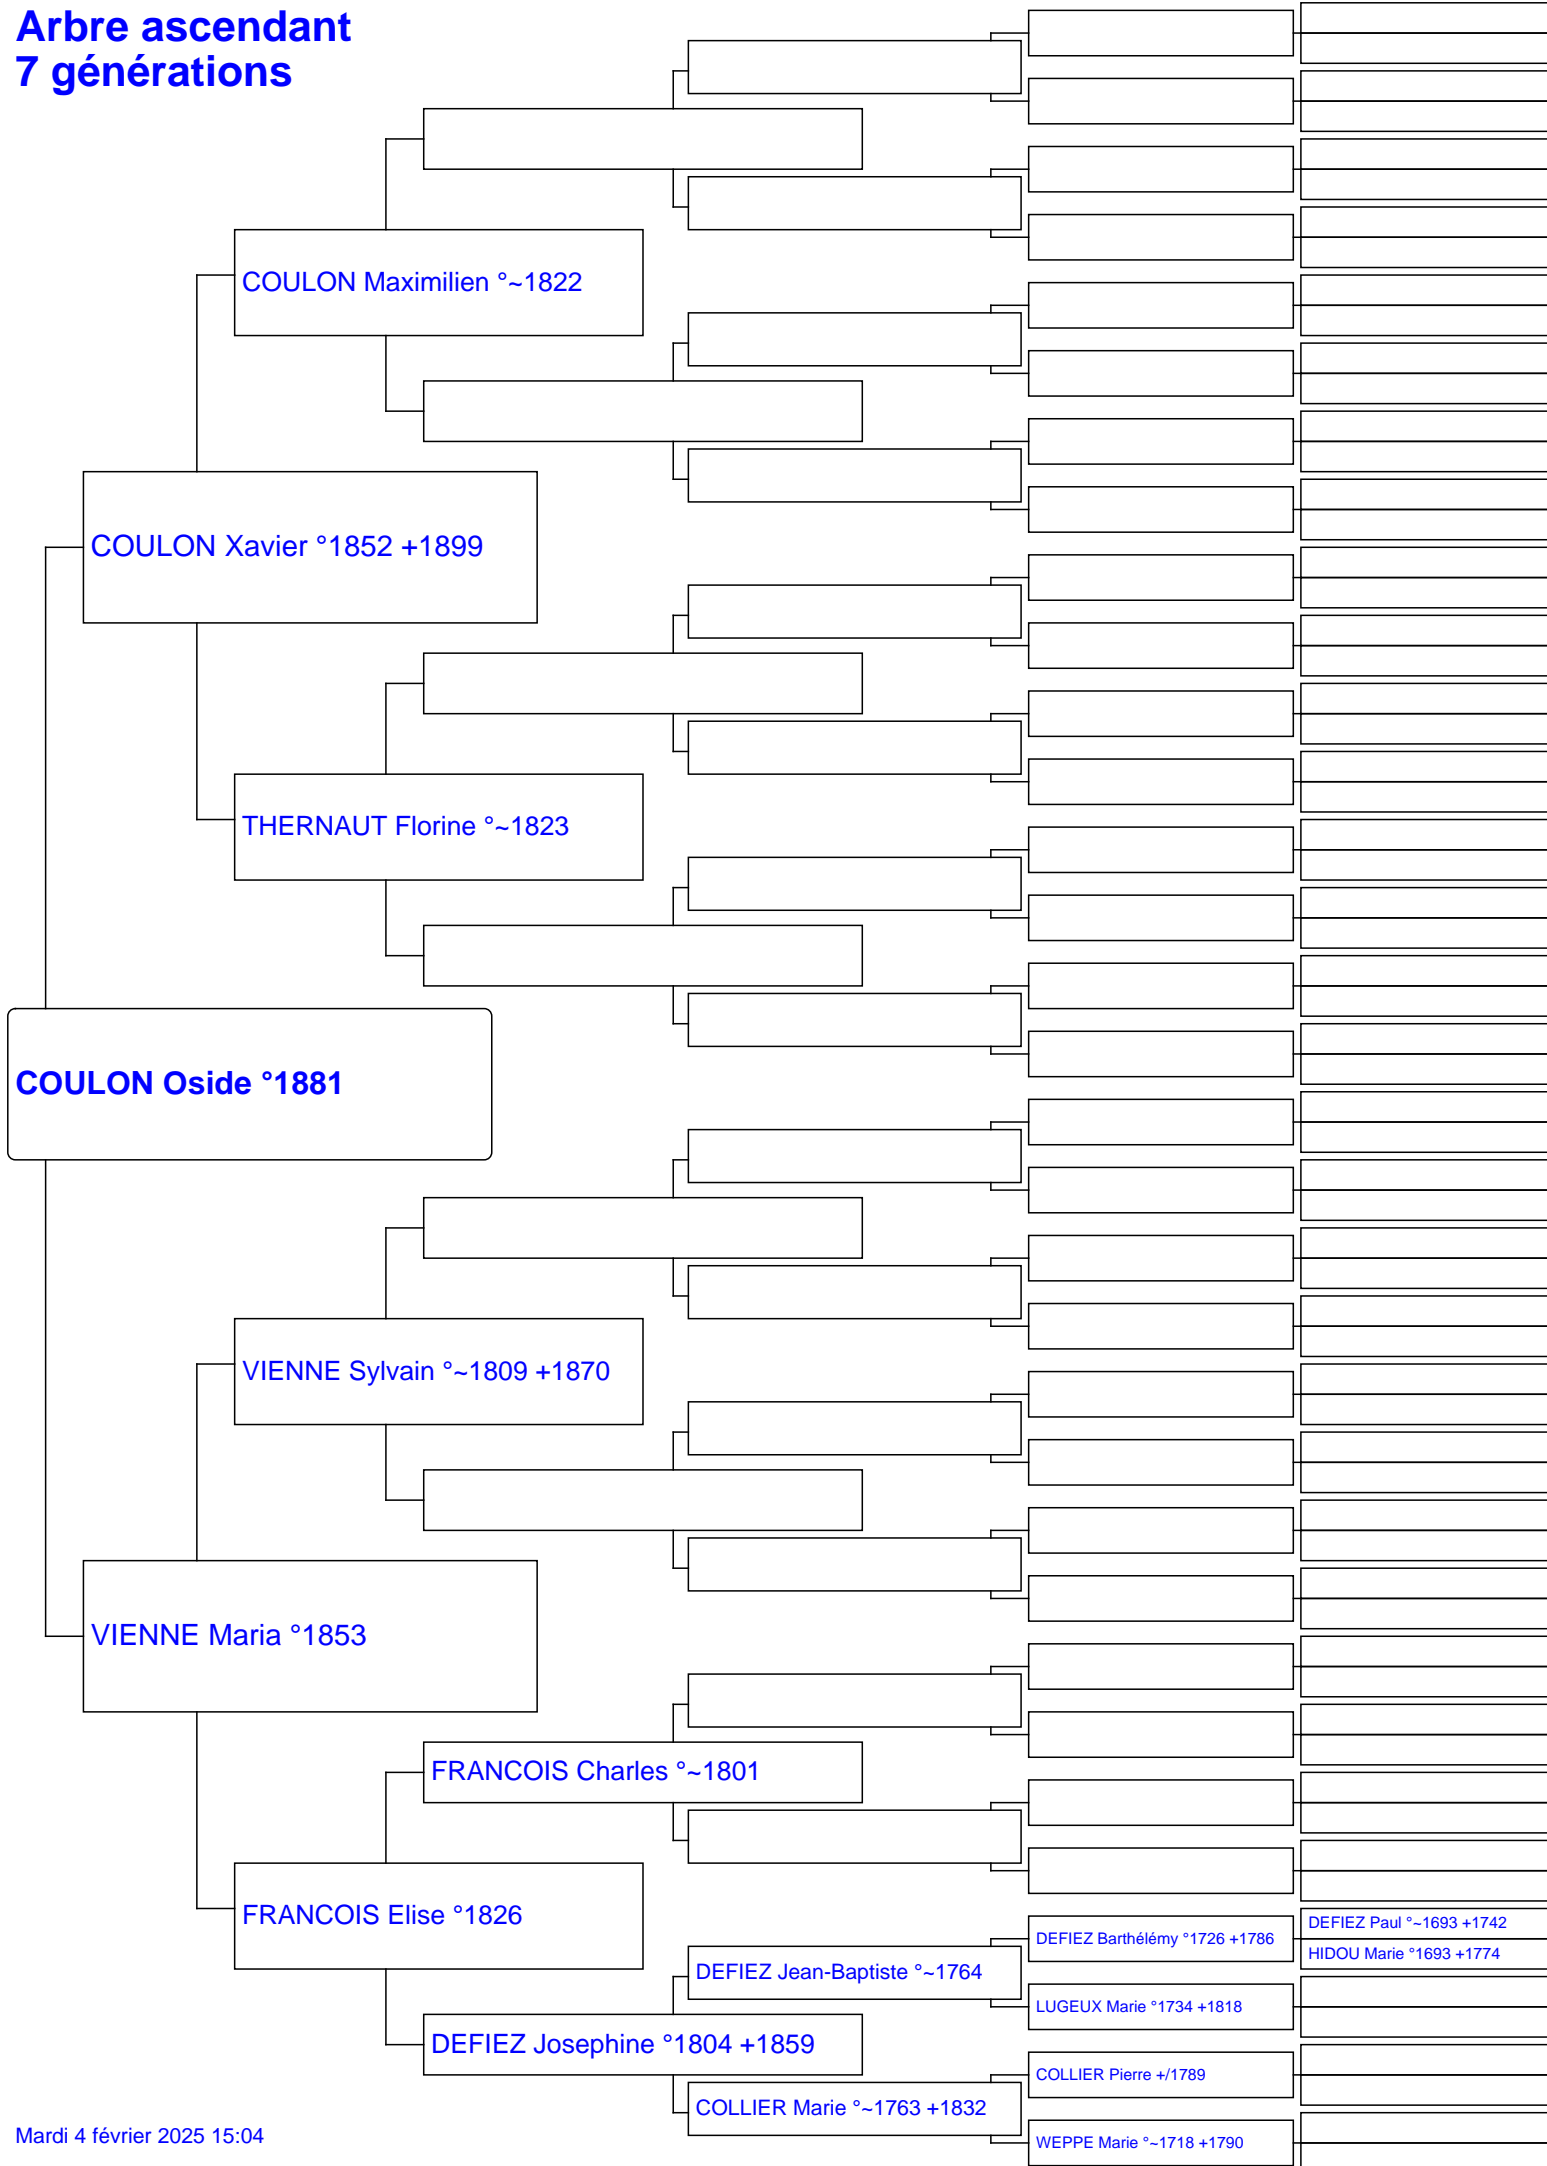 Arbre ascendant
7 générations
COULON Maximilien °~1822
COULON Xavier °1852 +1899
THERNAUT Florine °~1823
COULON Oside °1881
VIENNE Sylvain °~1809 +1870
VIENNE Maria °1853
FRANCOIS Charles °~1801
FRANCOIS Elise °1826
DEFIEZ Paul °~1693 +1742
DEFIEZ Barthélémy °1726 +1786
HIDOU Marie °1693 +1774
DEFIEZ Jean-Baptiste °~1764
LUGEUX Marie °1734 +1818
DEFIEZ Josephine °1804 +1859
COLLIER Pierre +/1789
COLLIER Marie °~1763 +1832
WEPPE Marie °~1718 +1790
Mardi 4 février 2025 15:04